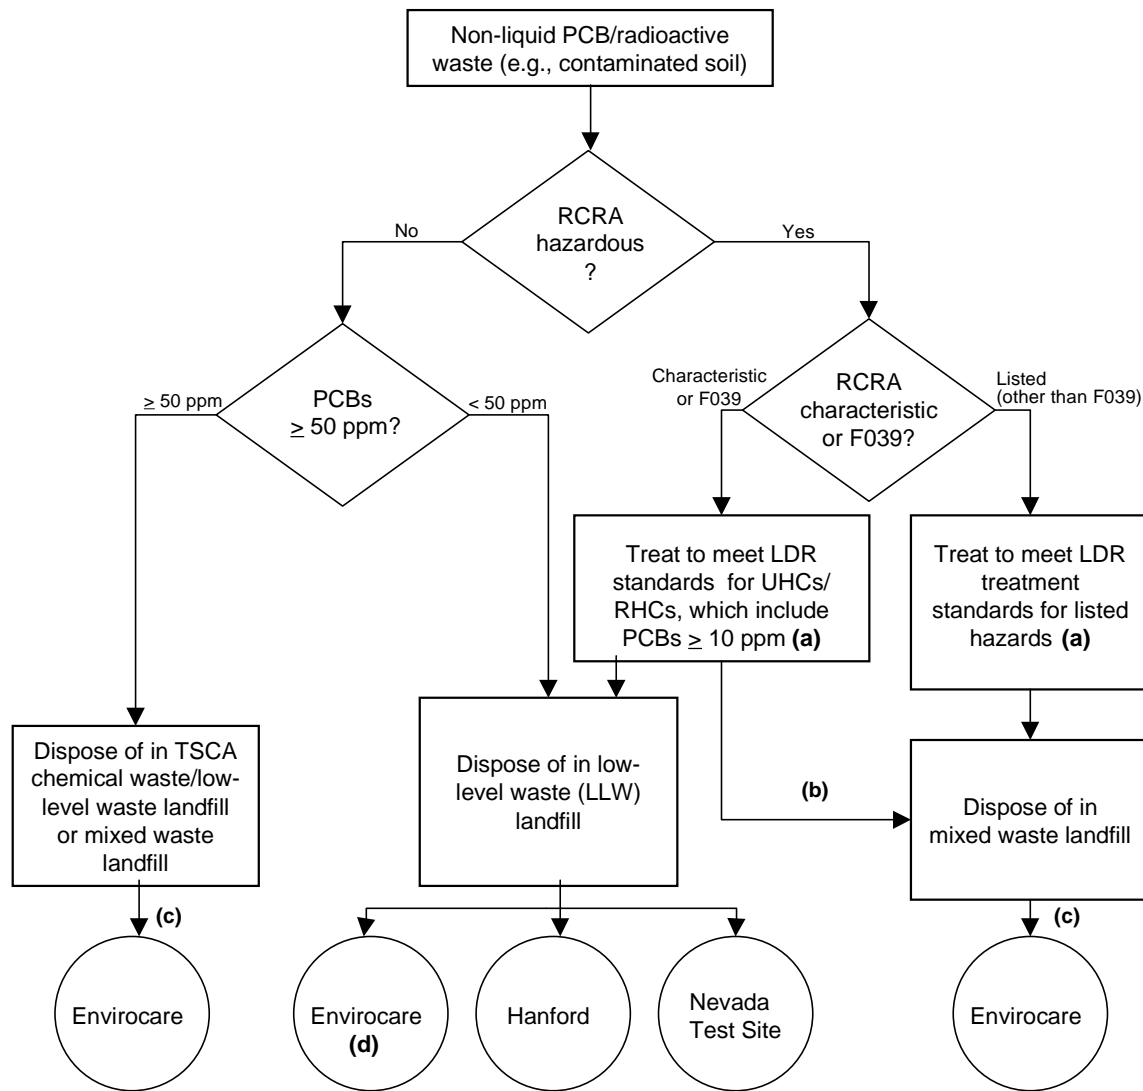 Non-liquid PCB/radioactive
waste (e.g., contaminated soil)
RCRA
hazardous
?
No
Yes
PCBs
≥ 50 ppm?
≥ 50 ppm
< 50 ppm
RCRA
characteristic
or F039?
Characteristic
or F039
Listed
(other than F039)
Treat to meet LDR
standards for UHCs/
RHCs, which include
PCBs ≥ 10 ppm (a)
Treat to meet LDR
treatment
standards for listed
hazards (a)
Dispose of in TSCA
chemical waste/low-
level waste landfill
or mixed waste
landfill
Dispose of in low-
level waste (LLW)
landfill
(b)
Dispose of in
mixed waste landfill
(c)
(c)
Envirocare
Envirocare
(d)
Hanford
Nevada
Test Site
Envirocare